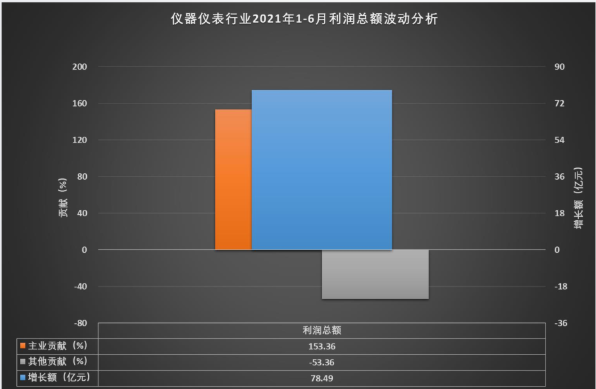 仪器仪表行业2021年1-6月利润总额波动分析
200 90
160 72
120 54
80 36
40 18
0 0
-40 -18
-80 -36
贡献（%）
增长额（亿元）
利润总额
主业贡献（%） 153.36
其他贡献（%） -53.36
增长额（亿元） 78.49